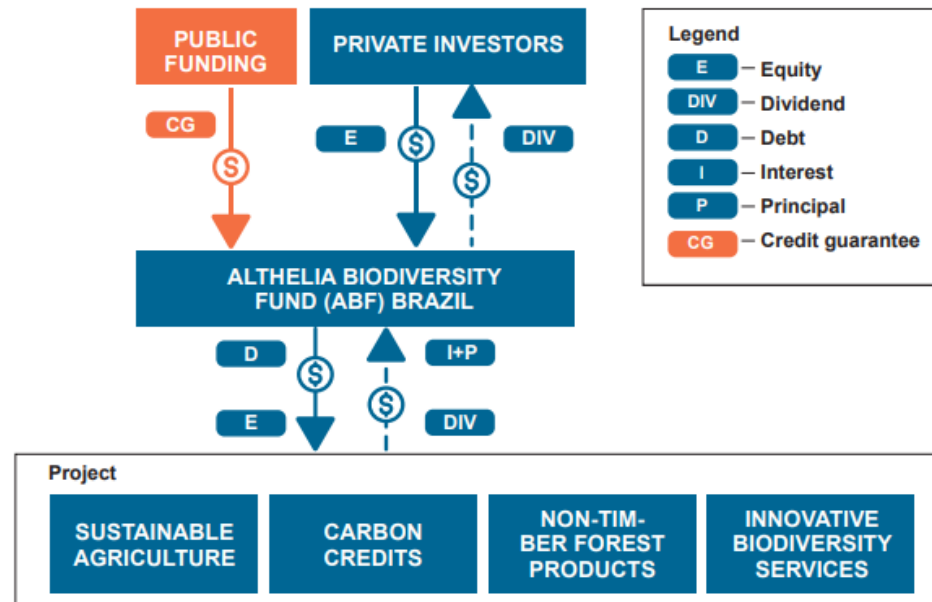 PUBLIC
FUNDING
PRIVATE INVESTORS
CG
$
E
$
DIV
$
ALTHELIA BIODIVERSITY
FUND (ABF) BRAZIL
D
$
I+P
$
E
DIV
Legend
E – Equity
DIV – Dividend
D – Debt
I – Interest
P – Principal
CG – Credit guarantee
Project
SUSTAINABLE
AGRICULTURE
CARBON
CREDITS
NON-TIM-
BER FOREST
PRODUCTS
INNOVATIVE
BIODIVERSITY
SERVICES